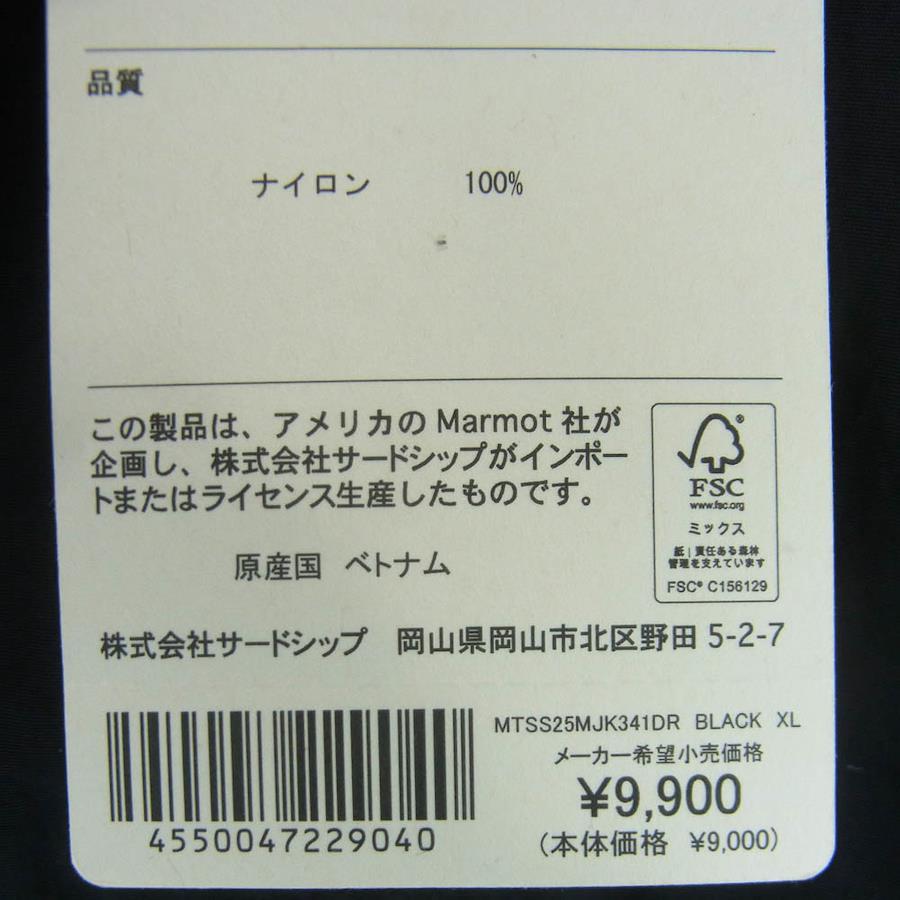 品質
ナイロン 100%
この製品は、アメリカの Marmot 社が
企画し、株式会社サードシップがインポー
トまたはライセンス生産したものです。
FSC
www.fsc.org
ミックス
紙 | 責任ある森林
管理を支えています
FSC® C156129
原産国 ベトナム
株式会社サードシップ 岡山県岡山市北区野田 5-2-7
4550047229040
MTSS25MJK341DR BLACK XL
メーカー希望小売価格
¥9,900
(本体価格 ¥9,000)